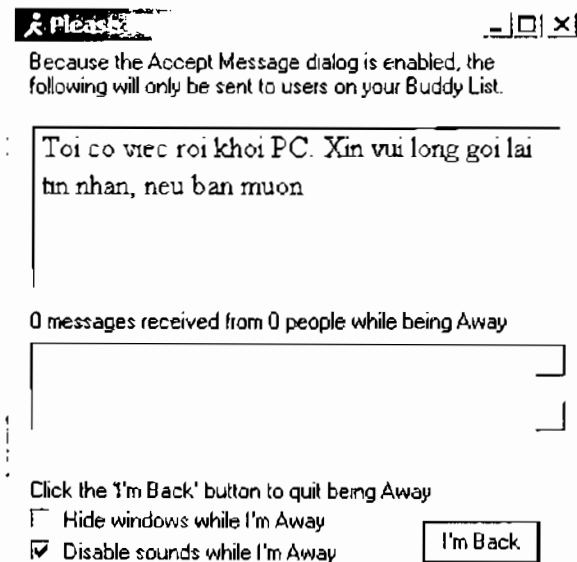 Because the Accept Message dialog is enabled, the
following will only be sent to users on your Buddy List.
Toi co viec roi khoi PC. Xin vui long goi lai
tin nhan, neu ban muon
0 messages received from 0 people while being Away
Click the 'I'm Back' button to quit being Away
Hide windows while I'm Away
Disable sounds while I'm Away
I'm Back